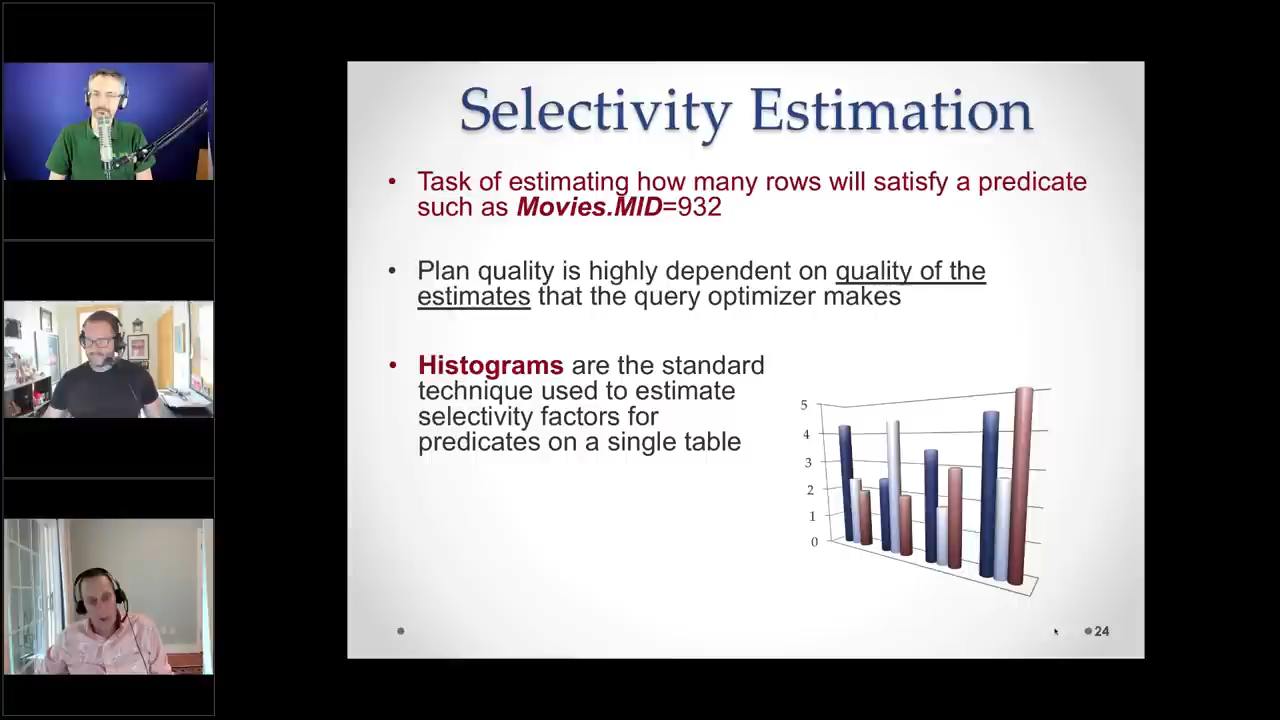 Selectivity Estimation
• Task of estimating how many rows will satisfy a predicate
such as Movies.MID=932
• Plan quality is highly dependent on quality of the
estimates that the query optimizer makes
• Histograms are the standard
technique used to estimate
selectivity factors for
predicates on a single table
5
4
3
2
1
0
24